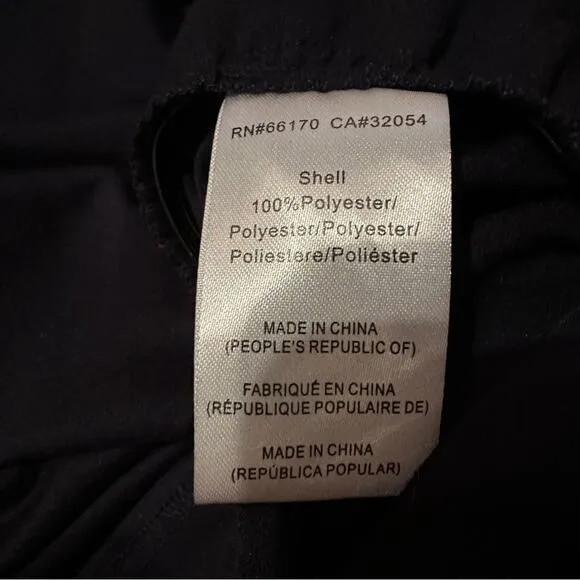 RN#66170 CA#32054
Shell
100%Polyester/
Polyester/Polyester/
Poliestere/Poliéster
MADE IN CHINA
(PEOPLE'S REPUBLIC OF)
FABRIQUÉ EN CHINA
(RÉPUBLIQUE POPULAIRE DE)
MADE IN CHINA
(REPÚBLICA POPULAR)